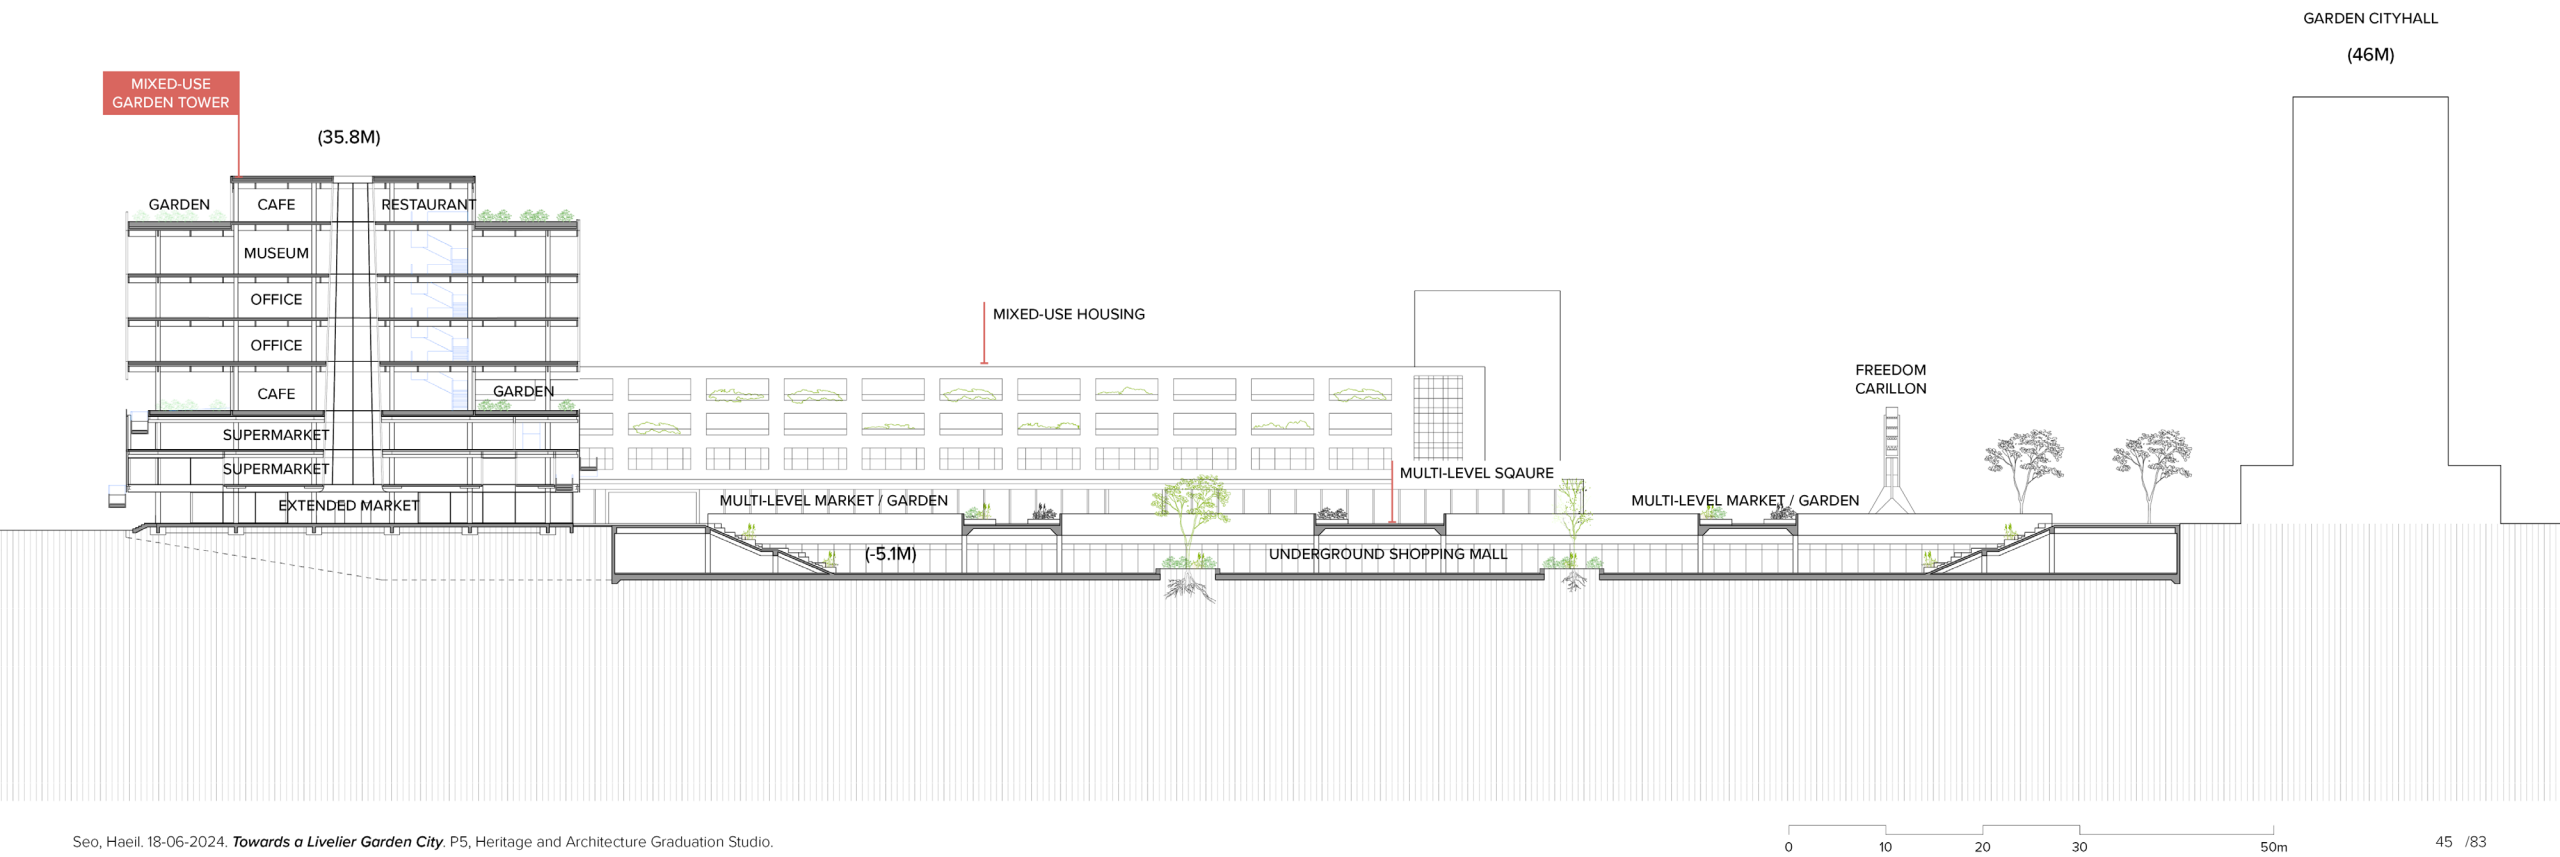 GARDEN CITYHALL
(46M)
MIXED-USE
GARDEN TOWER
(35.8M)
GARDEN
CAFE
RESTAURANT
MUSEUM
OFFICE
OFFICE
CAFE
GARDEN
SUPERMARKET
SUPERMARKET
EXTENDED MARKET
MIXED-USE HOUSING
MULTI-LEVEL SQAURE
MULTI-LEVEL MARKET / GARDEN
(-5.1M)
UNDERGROUND SHOPPING MALL
MULTI-LEVEL MARKET / GARDEN
FREEDOM
CARILLON
Seo, Haeil. 18-06-2024. Towards a Livelier Garden City. P5, Heritage and Architecture Graduation Studio.
0 10 20 30 50m
45 /83